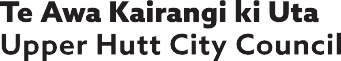 Te Awa Kairangi ki Uta
Upper Hutt City Council